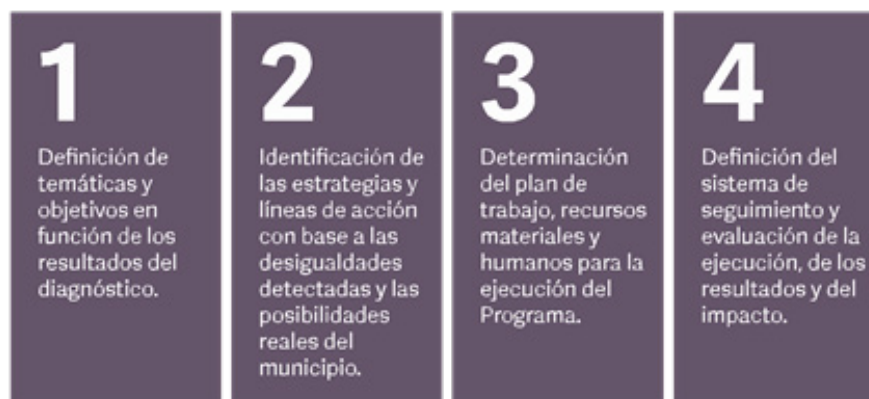 1
Definición de
temáticas y
objetivos en
función de los
resultados del
diagnóstico.
2
Identificación de
las estrategias y
líneas de acción
con base a las
desigualdades
detectadas y las
posibilidades
reales del
municipio.
3
Determinación
del plan de
trabajo, recursos
materiales y
humanos para la
ejecución del
Programa.
4
Definición del
sistema de
seguimiento y
evaluación de la
ejecución, de los
resultados y del
impacto.